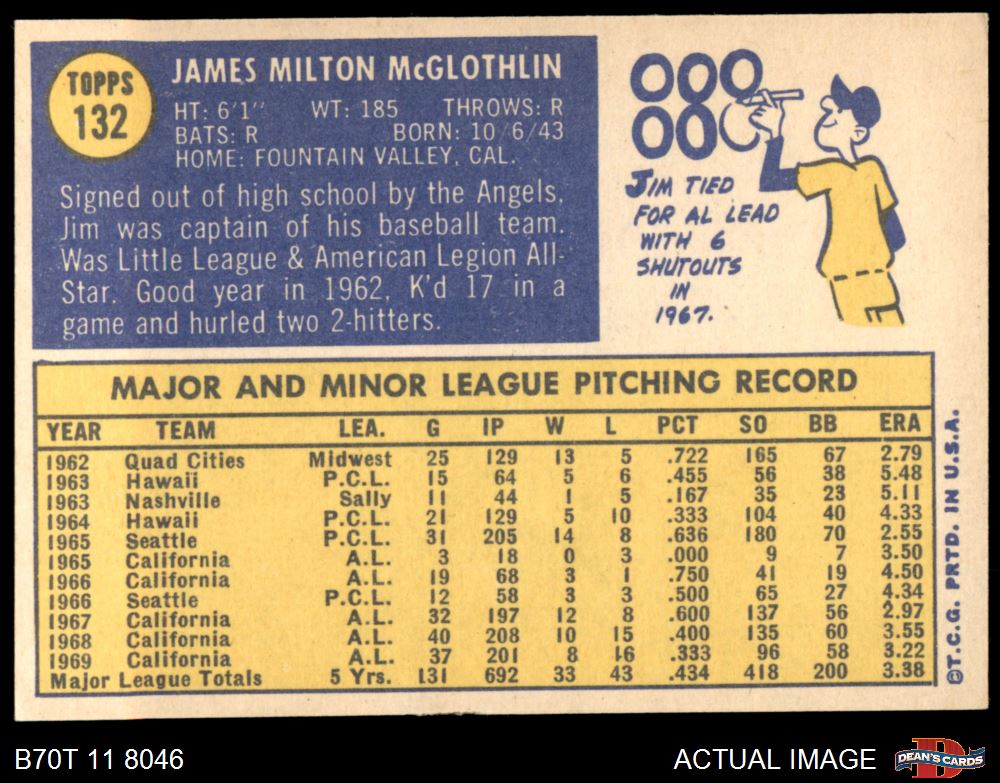 TOPPS
132
JAMES MILTON McGLOTHLIN
HT: 6'1" WT: 185 THROWS: R
BATS: R BORN: 10/6/43
HOME: FOUNTAIN VALLEY, CAL.
Signed out of high school by the Angels,
Jim was captain of his baseball team.
Was Little League & American Legion All-
Star. Good year in 1962, K'd 17 in a
game and hurled two 2-hitters.
000
000
JIM TIED
FOR AL LEAD
WITH 6
SHUTOUTS
IN
1967.
MAJOR AND MINOR LEAGUE PITCHING RECORD
YEAR TEAM LEA. G IP W L PCT SO BB ERA
1962 Quad Cities Midwest 25 129 13 5 .722 165 67 2.79
1963 Hawaii P.C.L. 15 64 5 6 .455 56 38 5.48
1963 Nashville Sally 11 44 1 5 .167 35 23 5.11
1964 Hawaii P.C.L. 21 129 5 10 .333 104 40 4.33
1965 Seattle P.C.L. 31 205 14 8 .636 180 70 2.55
1965 California A.L. 3 18 0 3 .000 9 7 3.50
1966 California A.L. 19 68 3 1 .750 41 19 4.50
1966 Seattle P.C.L. 12 58 3 3 .500 65 27 4.34
1967 California A.L. 32 197 12 8 .600 137 56 2.97
1968 California A.L. 40 208 10 15 .400 135 60 3.55
1969 California A.L. 37 201 8 16 .333 96 58 3.22
Major League Totals 5 Yrs. 131 692 33 43 .434 418 200 3.38
©T.C.G. PRTD. IN U.S.A.
B70T 11 8046
ACTUAL IMAGE
D
DEAN'S CARDS